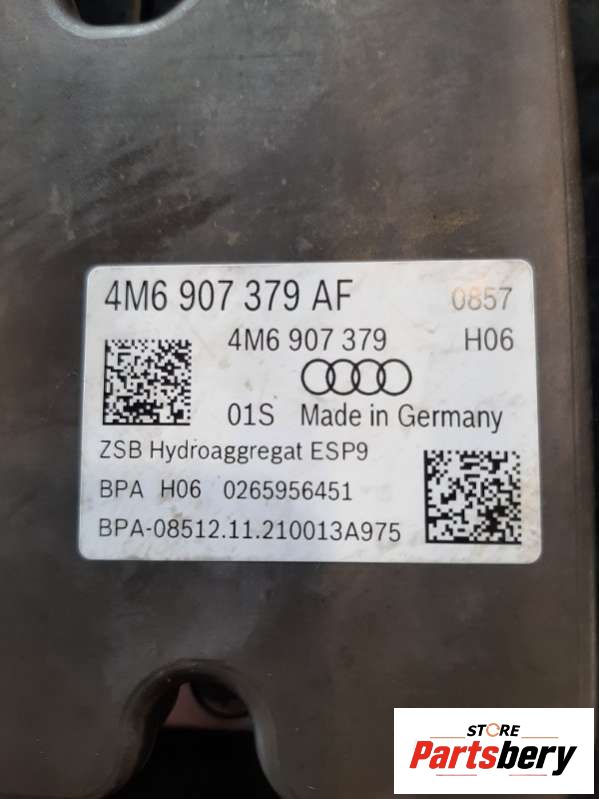 4M6 907 379 AF 0857
4M6 907 379 H06
01S Made in Germany
ZSB Hydroaggregat ESP9
BPA H06 0265956451
BPA-08512.11.210013A975
STORE
Partsbery